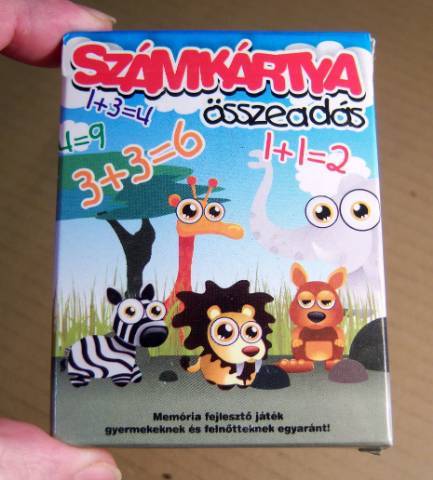 SZÁMKÁRTYA
összeadás
1+3=4
4=9
3+3=6
1+1=2
Memória fejlesztő játék
gyermekeknek és felnőtteknek egyaránt!